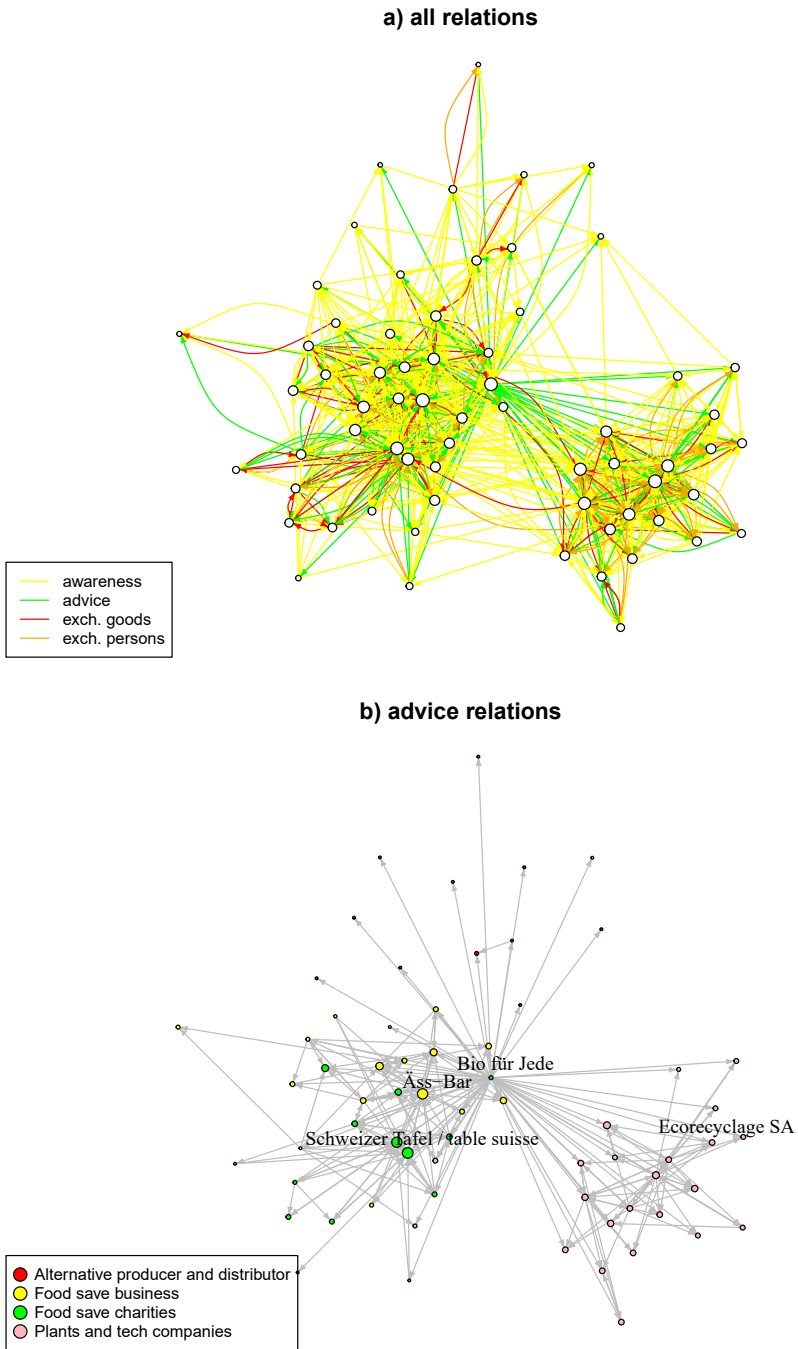 a) all relations
awareness
advice
exch. goods
exch. persons
b) advice relations
Bio für Jede
Äss−Bar
Ecorecyclage SA
Schweizer Tafel / table suisse
Alternative producer and distributor
Food save business
Food save charities
Plants and tech companies